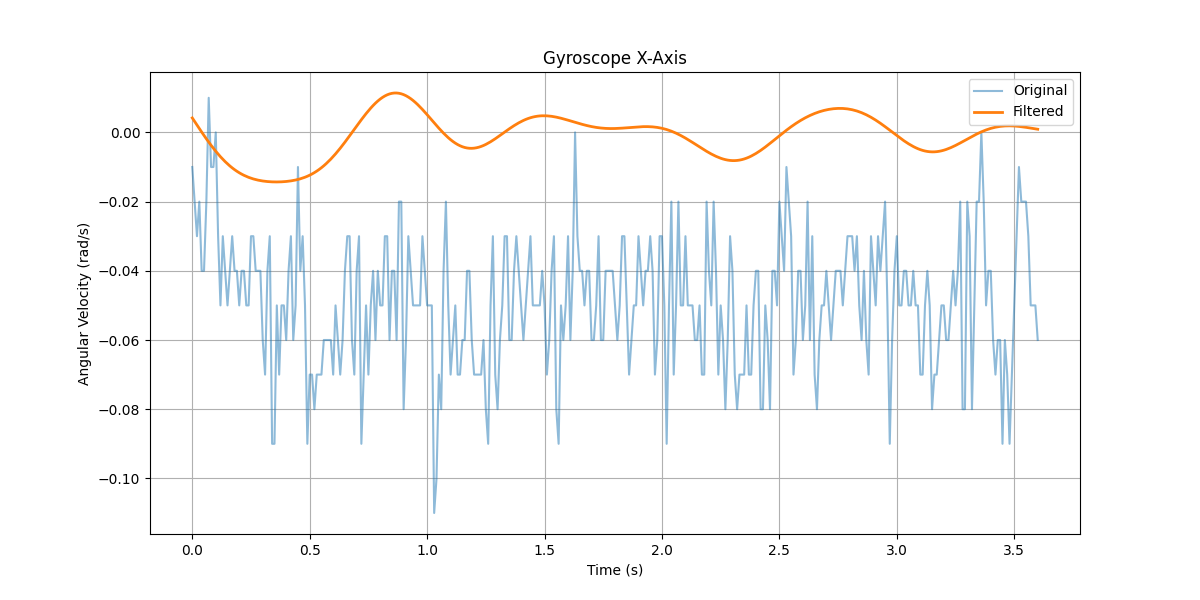 Gyroscope X-Axis
Original
Filtered
0.00
−0.02
−0.04
−0.06
−0.08
−0.10
Angular Velocity (rad/s)
0.0 0.5 1.0 1.5 2.0 2.5 3.0 3.5
Time (s)